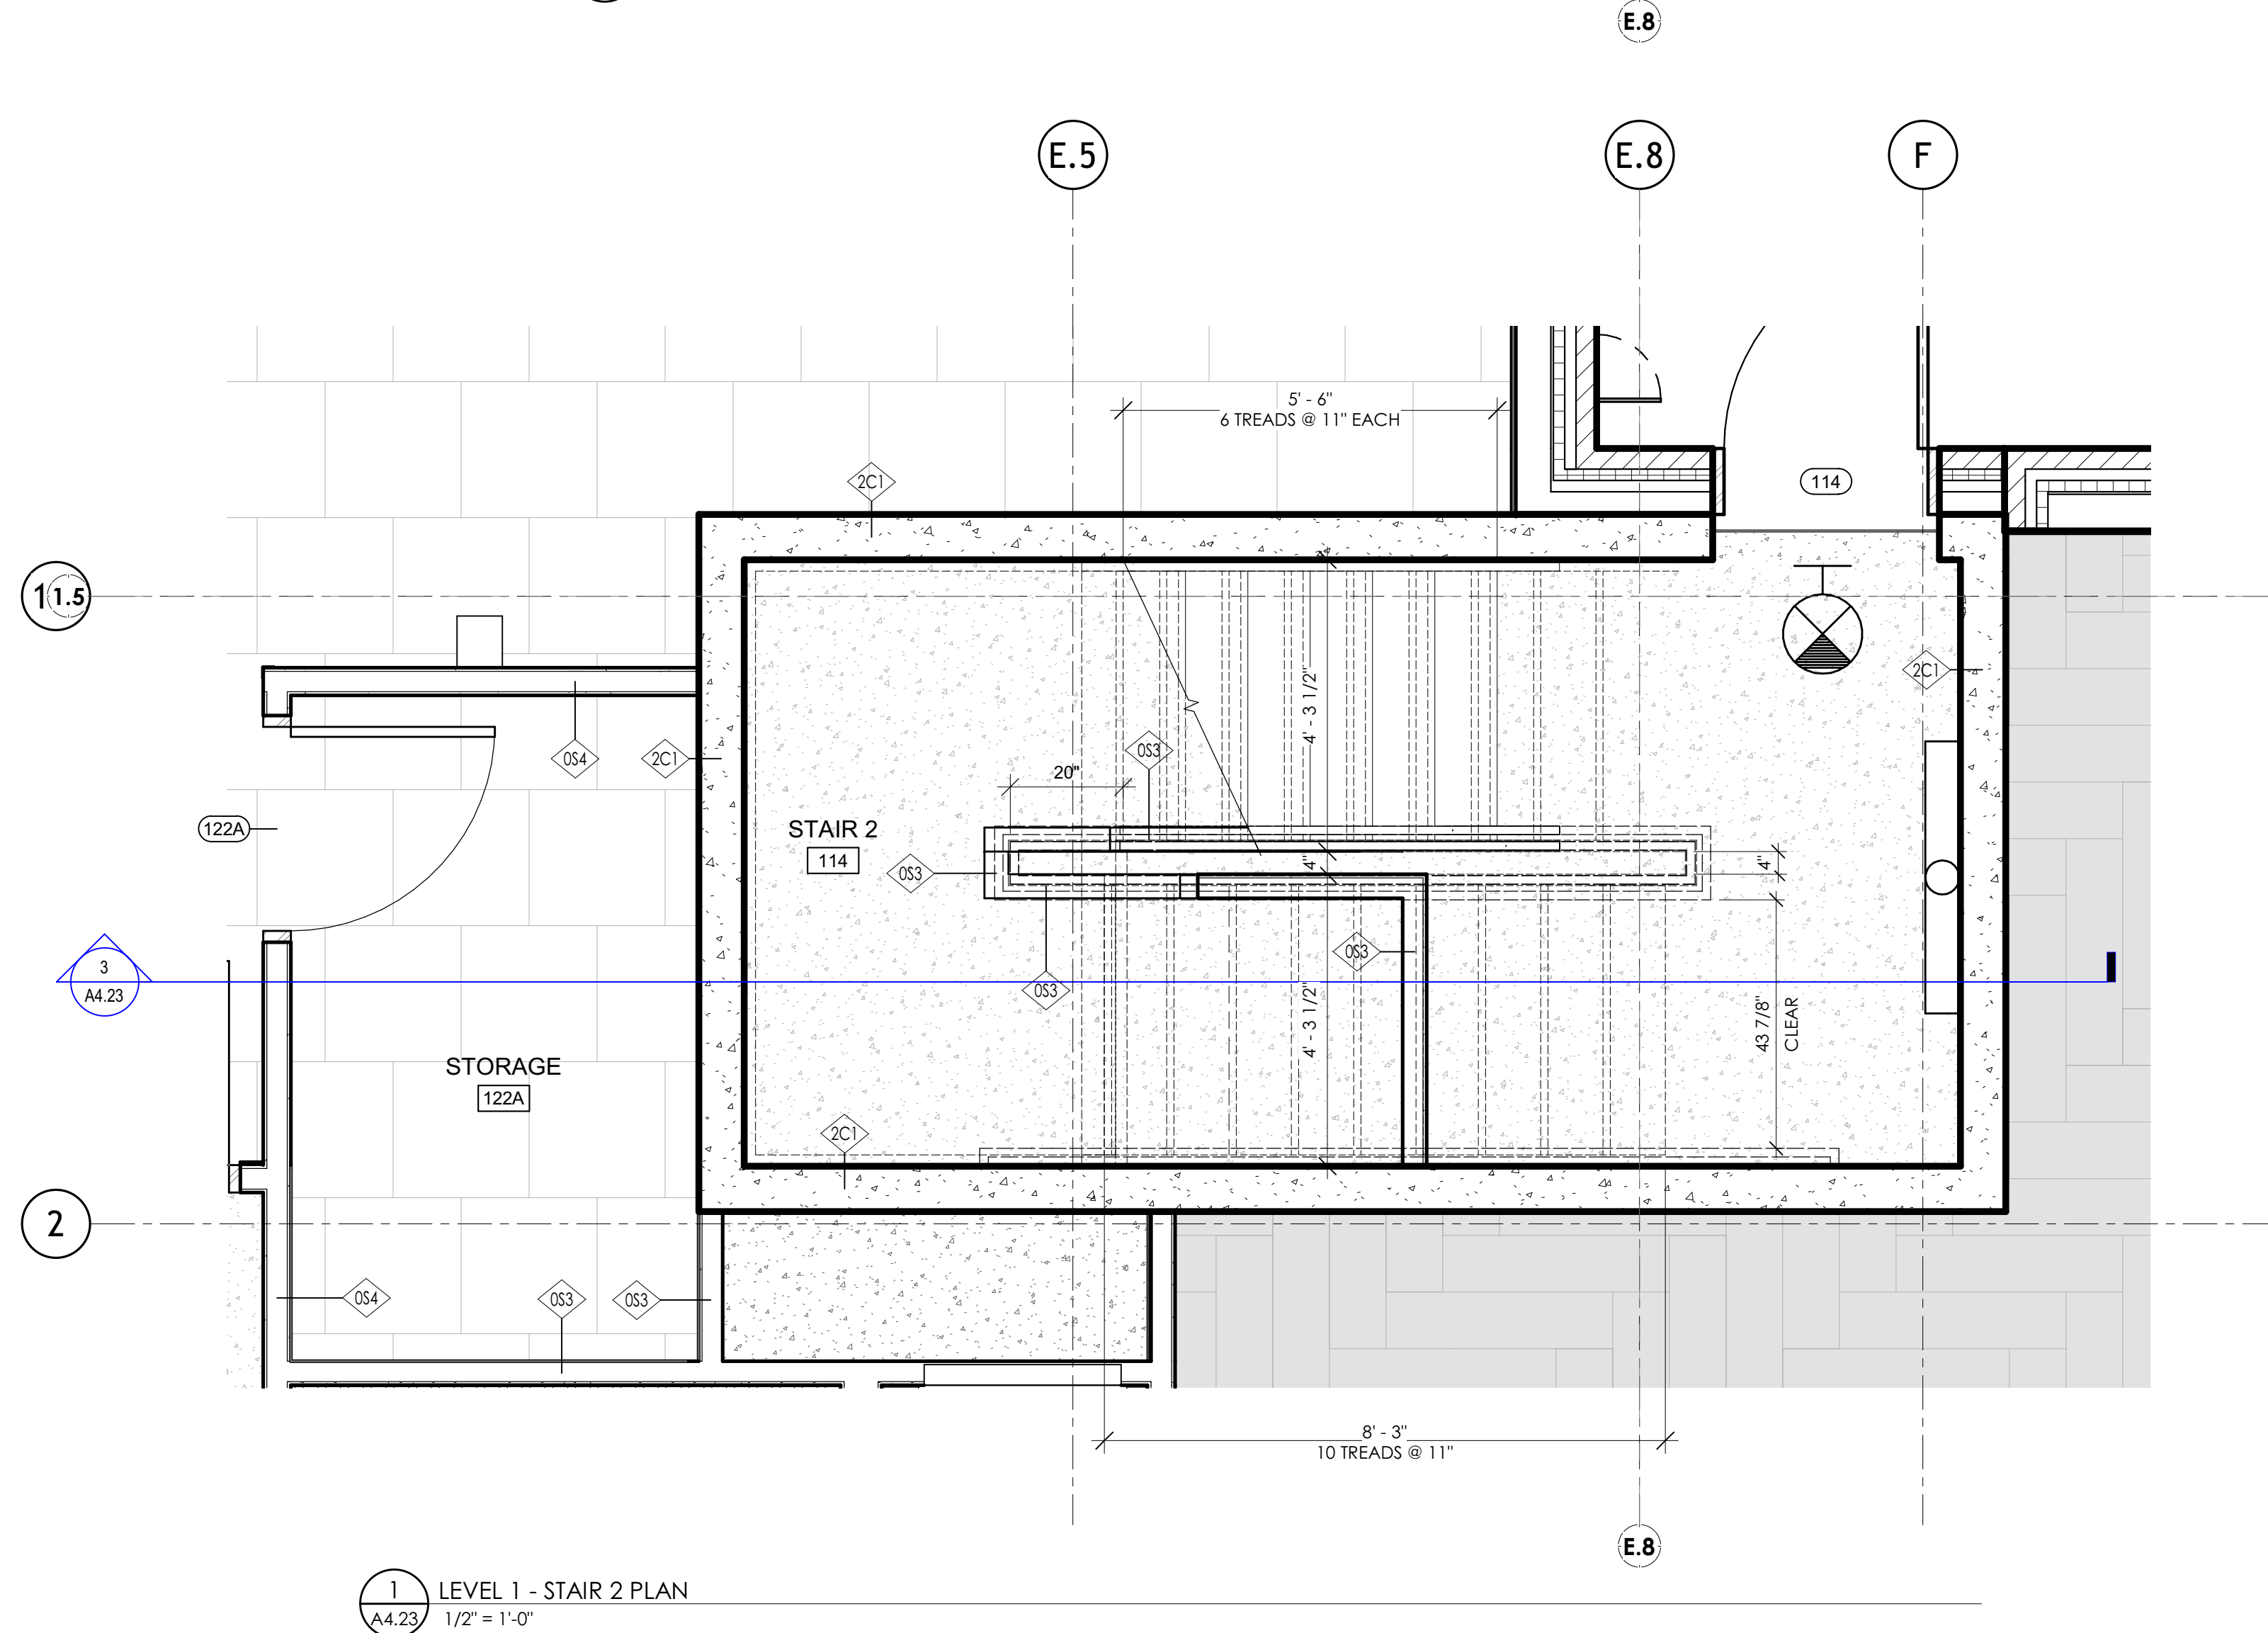 E.8
E.5
E.8
F
5' - 6"
6 TREADS @ 11" EACH
2C1
114
1
1.5
4' - 3 1/2"
2C1
0S4
2C1
0S3
20"
122A
STAIR 2
114
0S3
4"
4"
0S3
0S3
3
A4.23
4' - 3 1/2"
43 7/8"
CLEAR
STORAGE
122A
2C1
2
0S4
0S3
0S3
8' - 3"
10 TREADS @ 11"
E.8
1
A4.23
LEVEL 1 - STAIR 2 PLAN
1/2" = 1'-0"